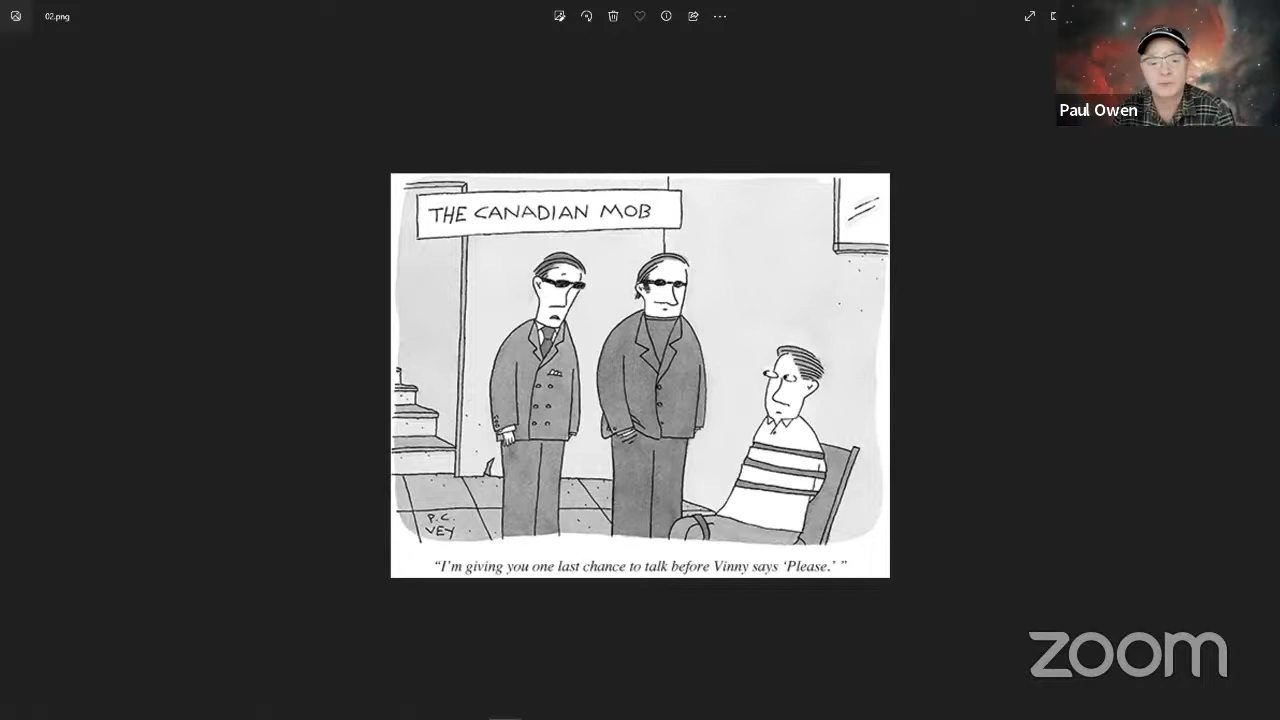 02.png
Paul Owen
THE CANADIAN MOB
P.C.
VEY
“I'm giving you one last chance to talk before Vinny says ‘Please.’ ”
zoom